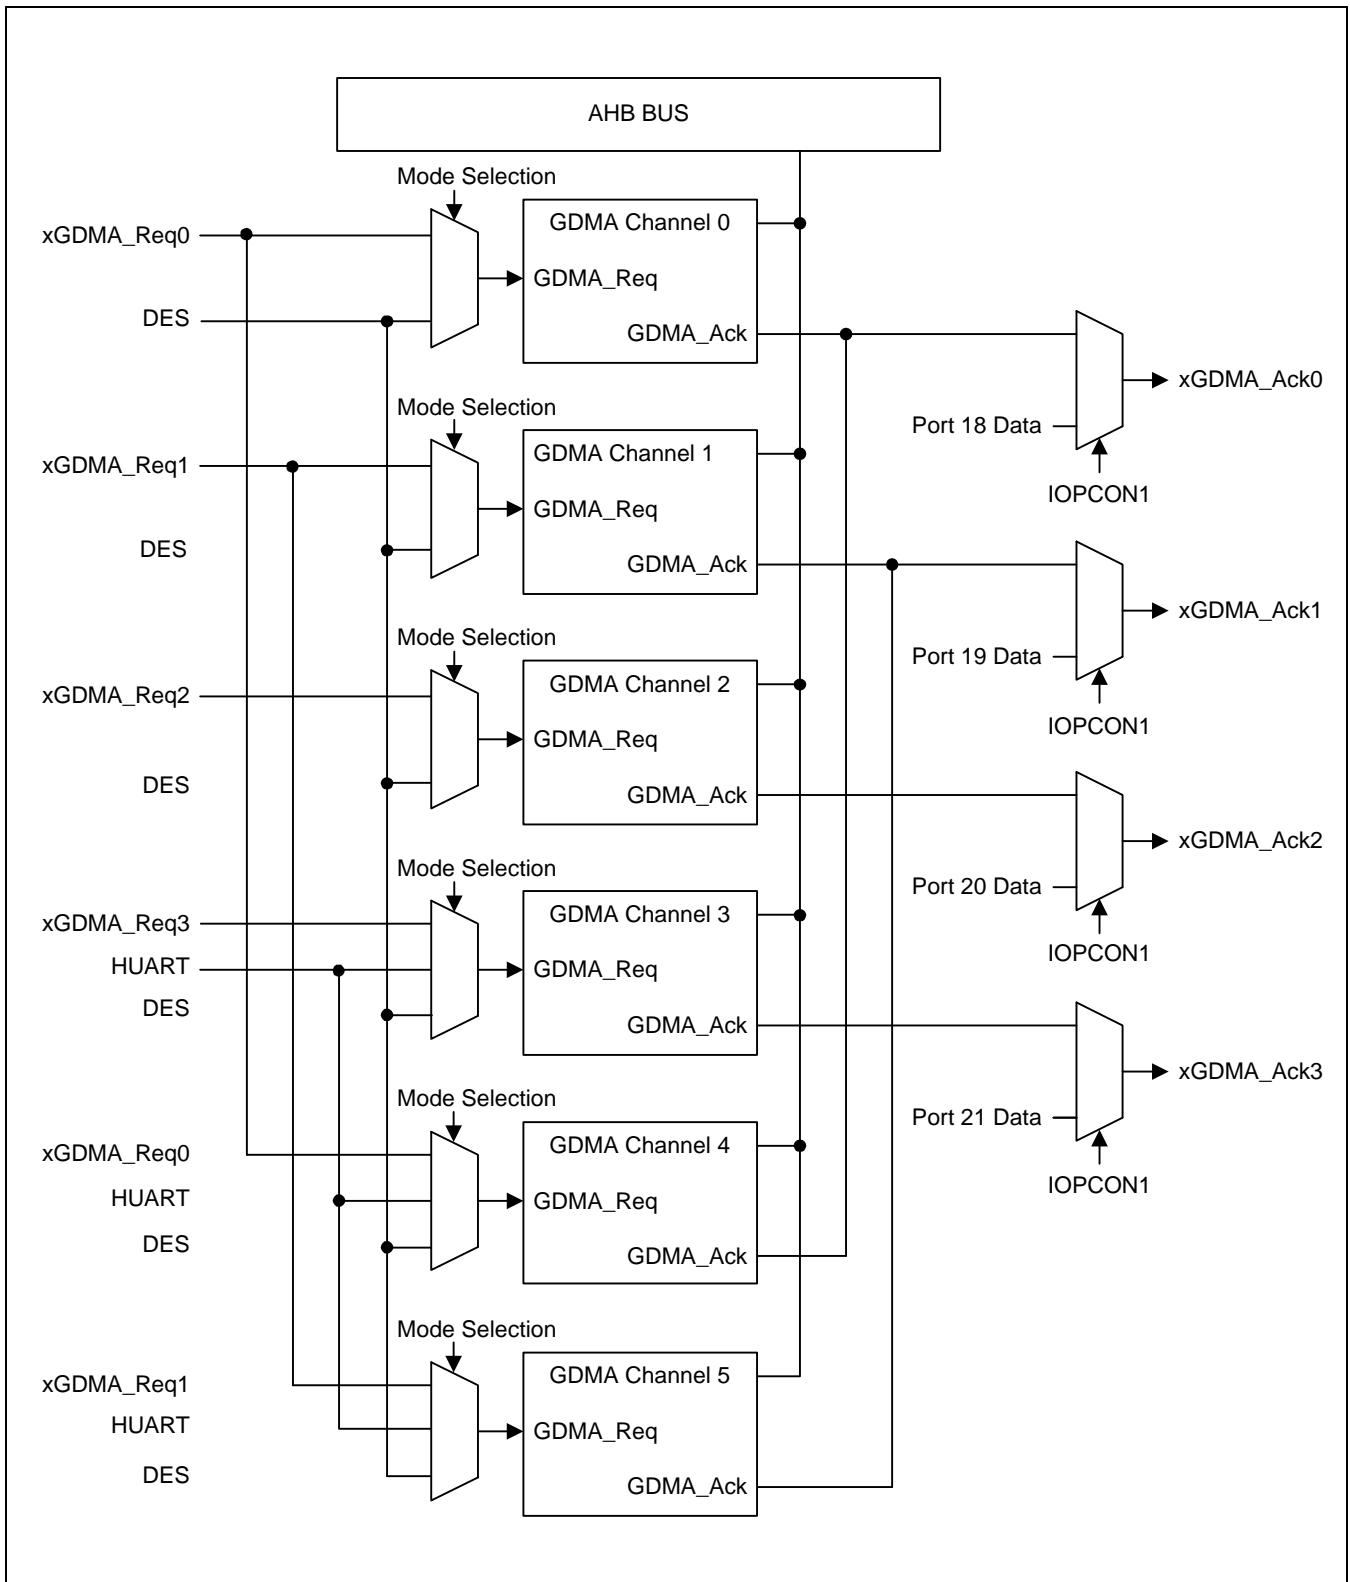 AHB BUS
Mode Selection
xGDMA_Req0
DES
GDMA Channel 0
GDMA_Req
GDMA_Ack
Port 18 Data
xGDMA_Ack0
IOPCON1
Mode Selection
xGDMA_Req1
DES
GDMA Channel 1
GDMA_Req
GDMA_Ack
Port 19 Data
xGDMA_Ack1
IOPCON1
Mode Selection
xGDMA_Req2
DES
GDMA Channel 2
GDMA_Req
GDMA_Ack
Port 20 Data
xGDMA_Ack2
IOPCON1
Mode Selection
xGDMA_Req3
HUART
DES
GDMA Channel 3
GDMA_Req
GDMA_Ack
Port 21 Data
xGDMA_Ack3
IOPCON1
Mode Selection
xGDMA_Req0
HUART
DES
GDMA Channel 4
GDMA_Req
GDMA_Ack
Mode Selection
xGDMA_Req1
HUART
DES
GDMA Channel 5
GDMA_Req
GDMA_Ack